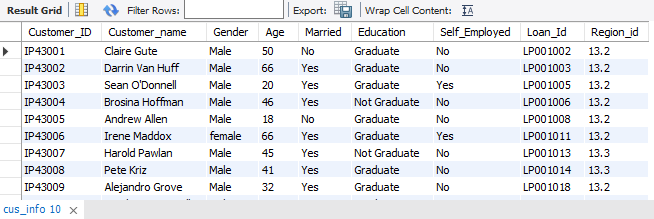 Result Grid Filter Rows: Export: Wrap Cell Content:
Customer_ID Customer_name Gender Age Married Education Self_Employed Loan_Id Region_id
IP43001 Claire Gute Male 50 No Graduate No LP001002 13.2
IP43002 Darrin Van Huff Male 66 Yes Graduate No LP001003 13.2
IP43003 Sean O'Donnell Male 20 Yes Graduate Yes LP001005 13.2
IP43004 Brosina Hoffman Male 46 Yes Not Graduate No LP001006 13.2
IP43005 Andrew Allen Male 18 No Graduate No LP001008 13.2
IP43006 Irene Maddox female 66 Yes Graduate Yes LP001011 13.2
IP43007 Harold Pawlan Male 45 Yes Not Graduate No LP001013 13.3
IP43008 Pete Kriz Male 41 Yes Graduate No LP001014 13.3
IP43009 Alejandro Grove Male 32 Yes Graduate No LP001018 13.2
cus_info 10